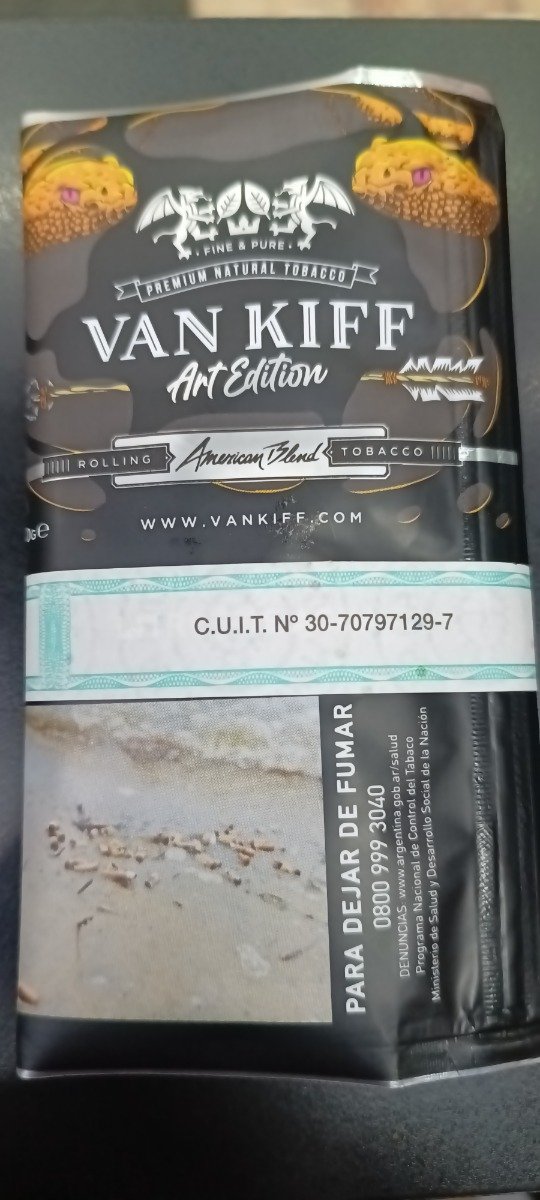 · FINE & PURE ·
PREMIUM NATURAL TOBACCO
VAN KIFF
Art Edition
ROLLING American Blend TOBACCO
WWW.VANKIFF.COM
C.U.I.T. Nº 30-70797129-7
PARA DEJAR DE FUMAR
0800 999 3040
DENUNCIAS: www.argentina.gob.ar/salud
Programa Nacional de Control del Tabaco
Ministerio de Salud y Desarrollo Social de la Nación